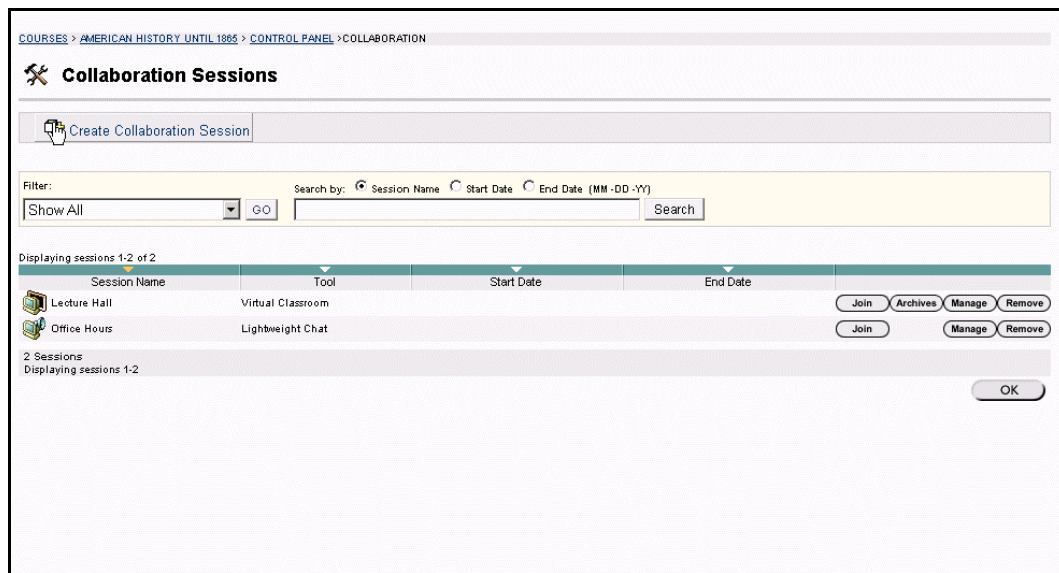 COURSES > AMERICAN HISTORY UNTIL 1865 > CONTROL PANEL >COLLABORATION
Collaboration Sessions
Create Collaboration Session
Filter:
Search by: Session Name Start Date End Date (MM -DD -YY)
Show All GO Search
Displaying sessions 1-2 of 2
Session Name Tool Start Date End Date
Lecture Hall Virtual Classroom Join Archives Manage Remove
Office Hours Lightweight Chat Join Manage Remove
2 Sessions
Displaying sessions 1-2
OK